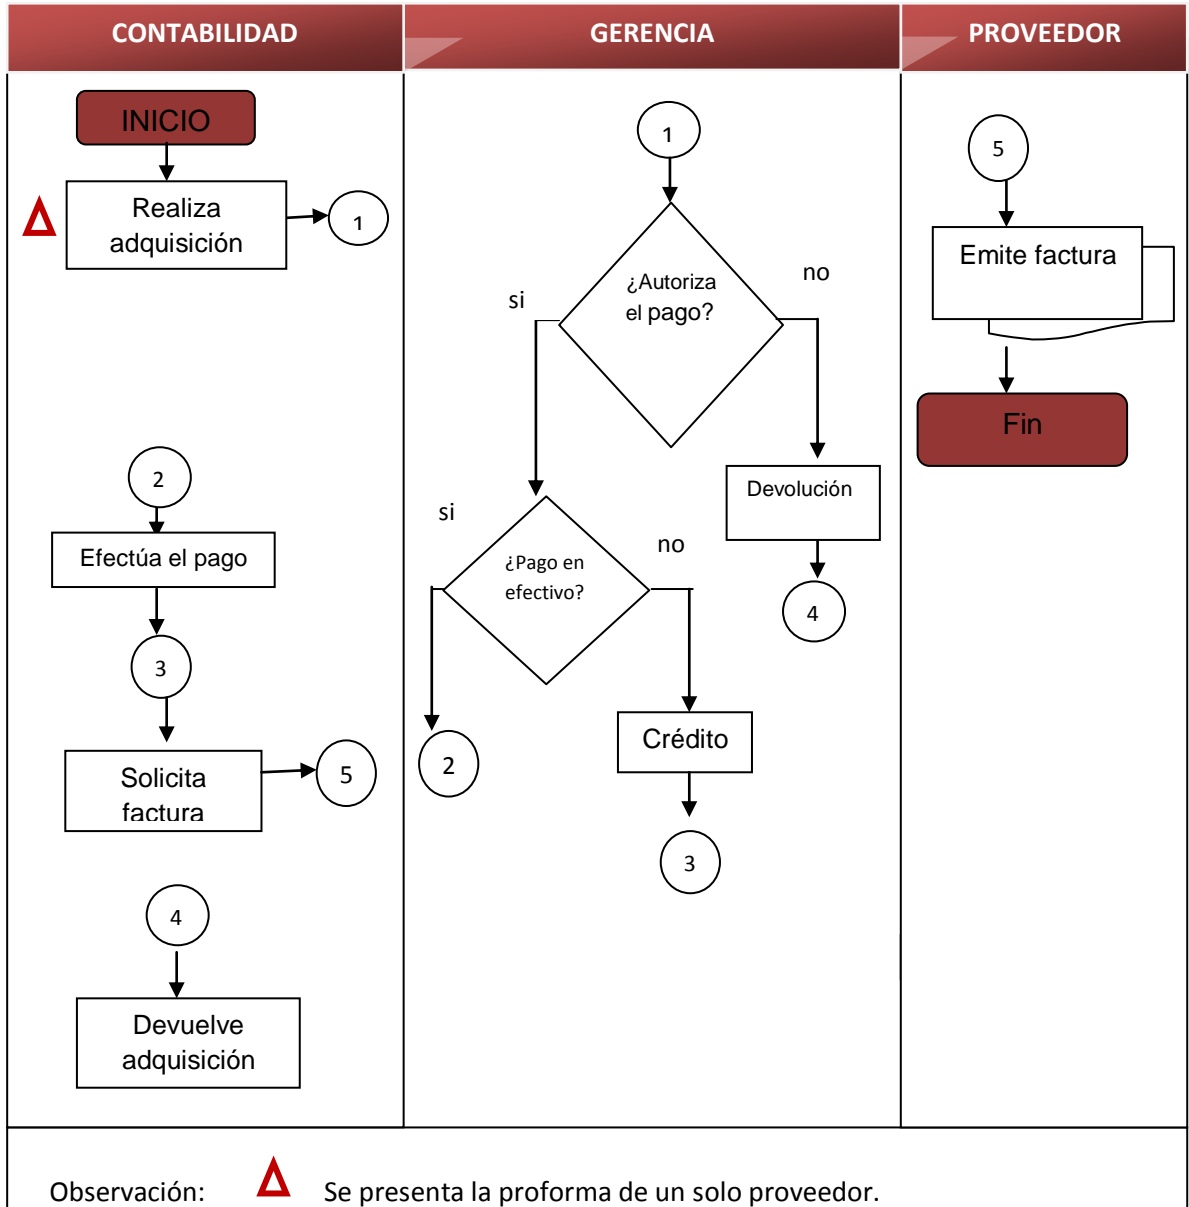 CONTABILIDAD
GERENCIA
PROVEEDOR
INICIO
Realiza
adquisición
1
2
Efectúa el pago
3
Solicita
factura
5
4
Devuelve
adquisición
1
¿Autoriza
el pago?
si
no
Devolución
4
si
¿Pago en
efectivo?
no
2
Crédito
3
5
Emite factura
Fin
Observación: Δ Se presenta la proforma de un solo proveedor.